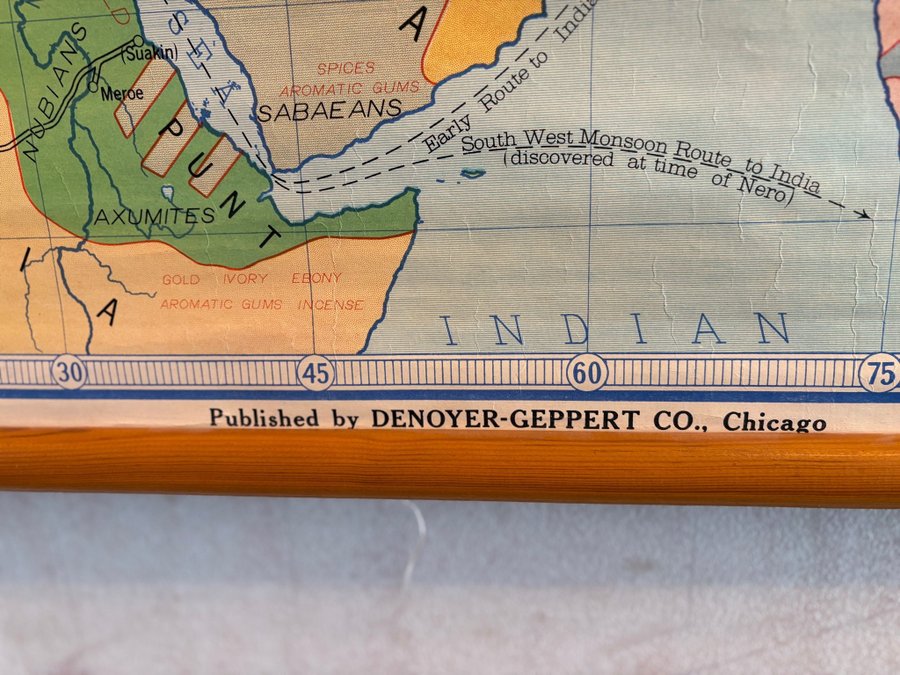 D
SEA
A
(Suakin)
NUBIANS
Meroe
SPICES
AROMATIC GUMS
SABAEANS
Early Route to India
South West Monsoon Route to India
(discovered at time of Nero)
PUNT
AXUMITES
I
A
GOLD IVORY EBONY
AROMATIC GUMS INCENSE
INDIAN
30 45 60 75
Published by DENOYER-GEPPERT CO., Chicago